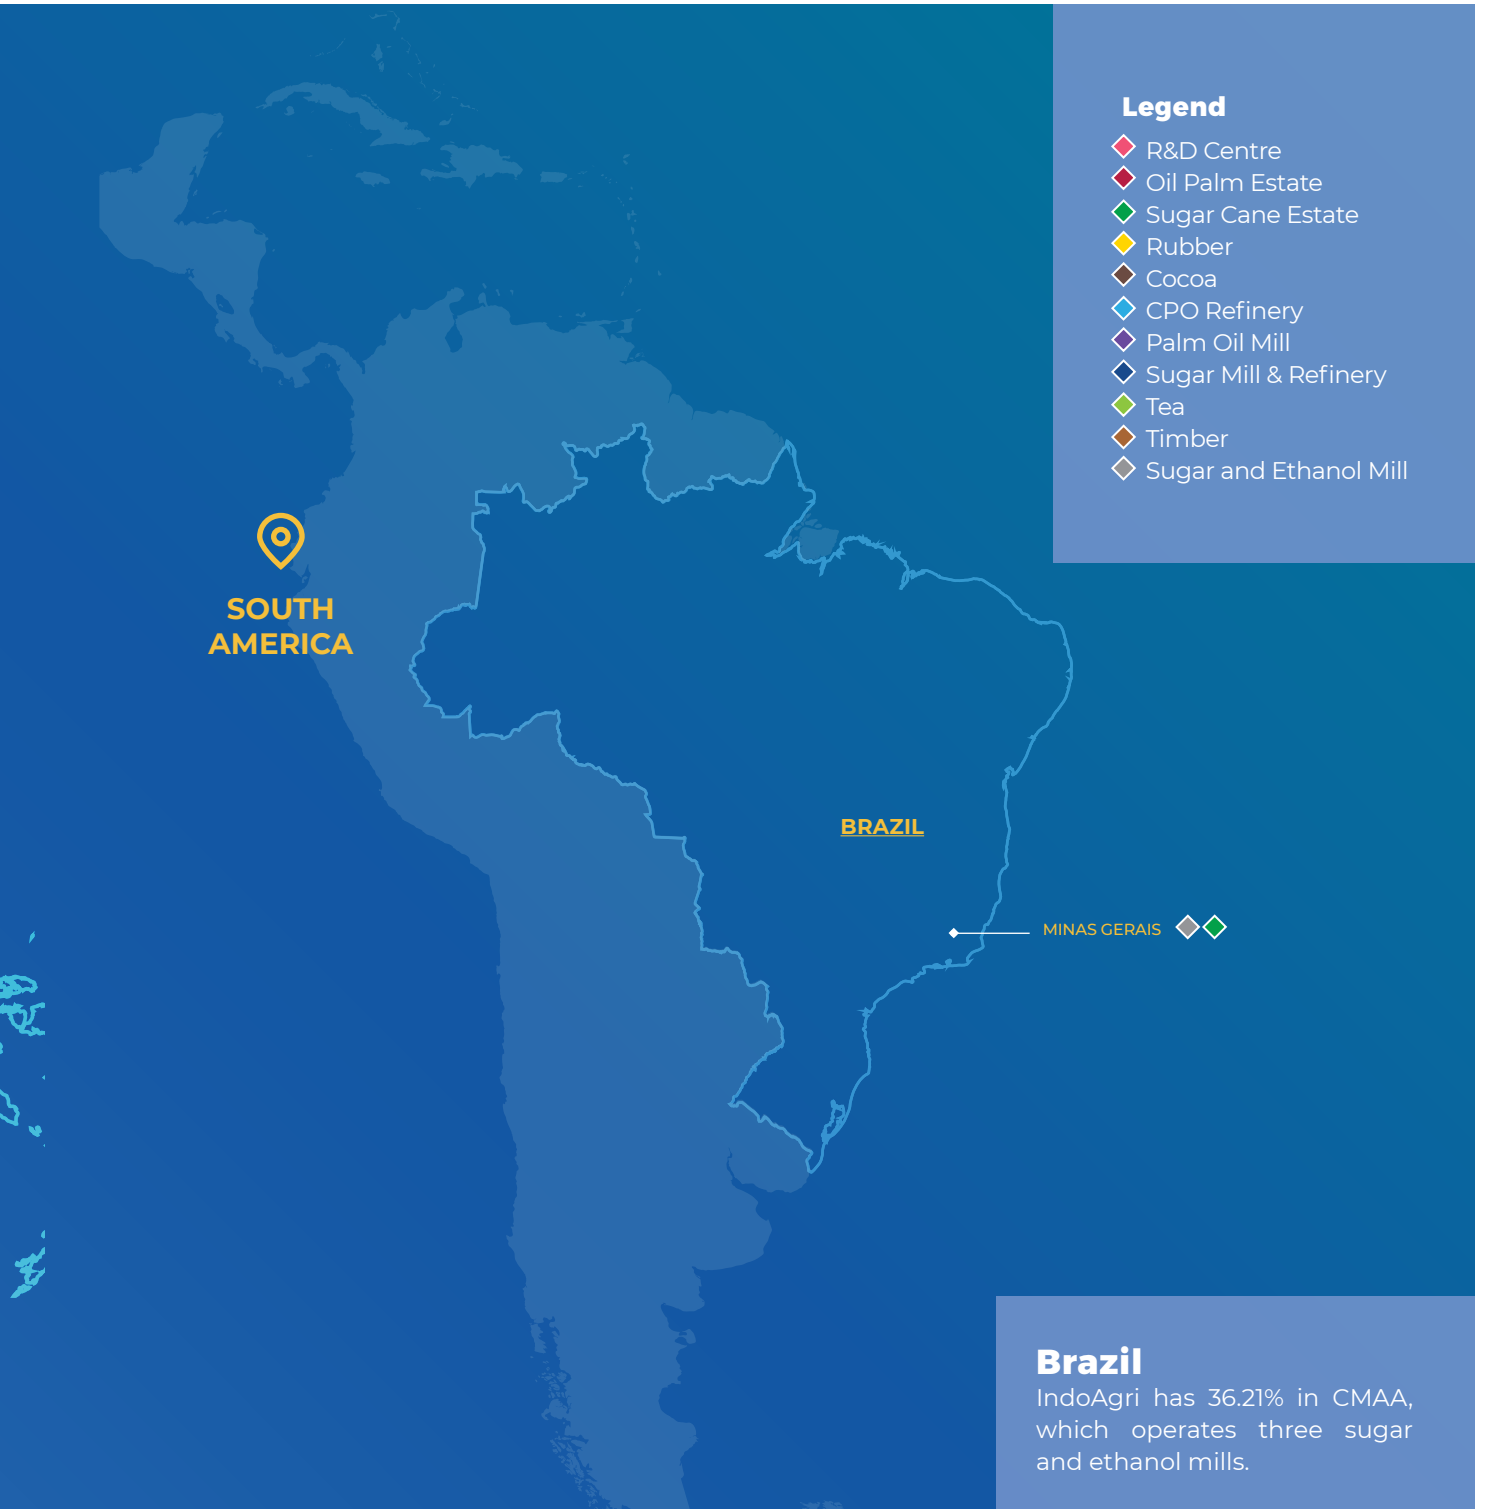 Legend
R&D Centre
Oil Palm Estate
Sugar Cane Estate
Rubber
Cocoa
CPO Refinery
Palm Oil Mill
Sugar Mill & Refinery
Tea
Timber
Sugar and Ethanol Mill
SOUTH
AMERICA
BRAZIL
MINAS GERAIS
Brazil
IndoAgri has 36.21% in CMAA,
which operates three sugar
and ethanol mills.